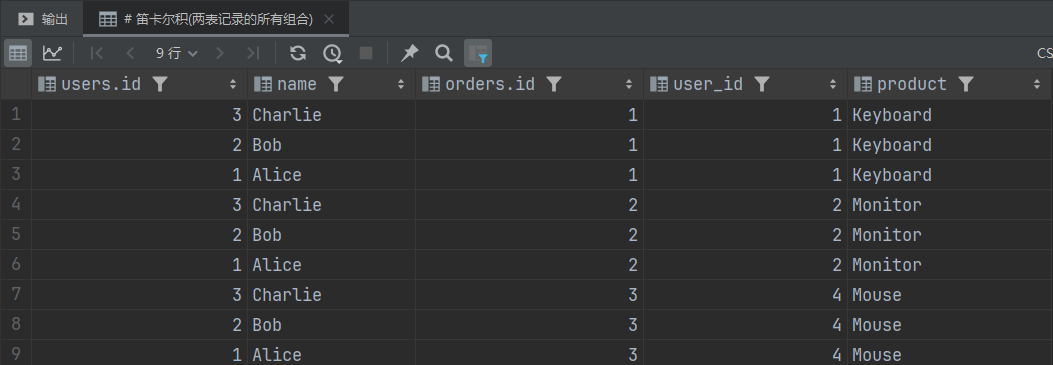 输出 # 笛卡尔积(两表记录的所有组合)
9 行 CS
users.id name orders.id user_id product
1 3 Charlie 1 1 Keyboard
2 2 Bob 1 1 Keyboard
3 1 Alice 1 1 Keyboard
4 3 Charlie 2 2 Monitor
5 2 Bob 2 2 Monitor
6 1 Alice 2 2 Monitor
7 3 Charlie 3 4 Mouse
8 2 Bob 3 4 Mouse
9 1 Alice 3 4 Mouse